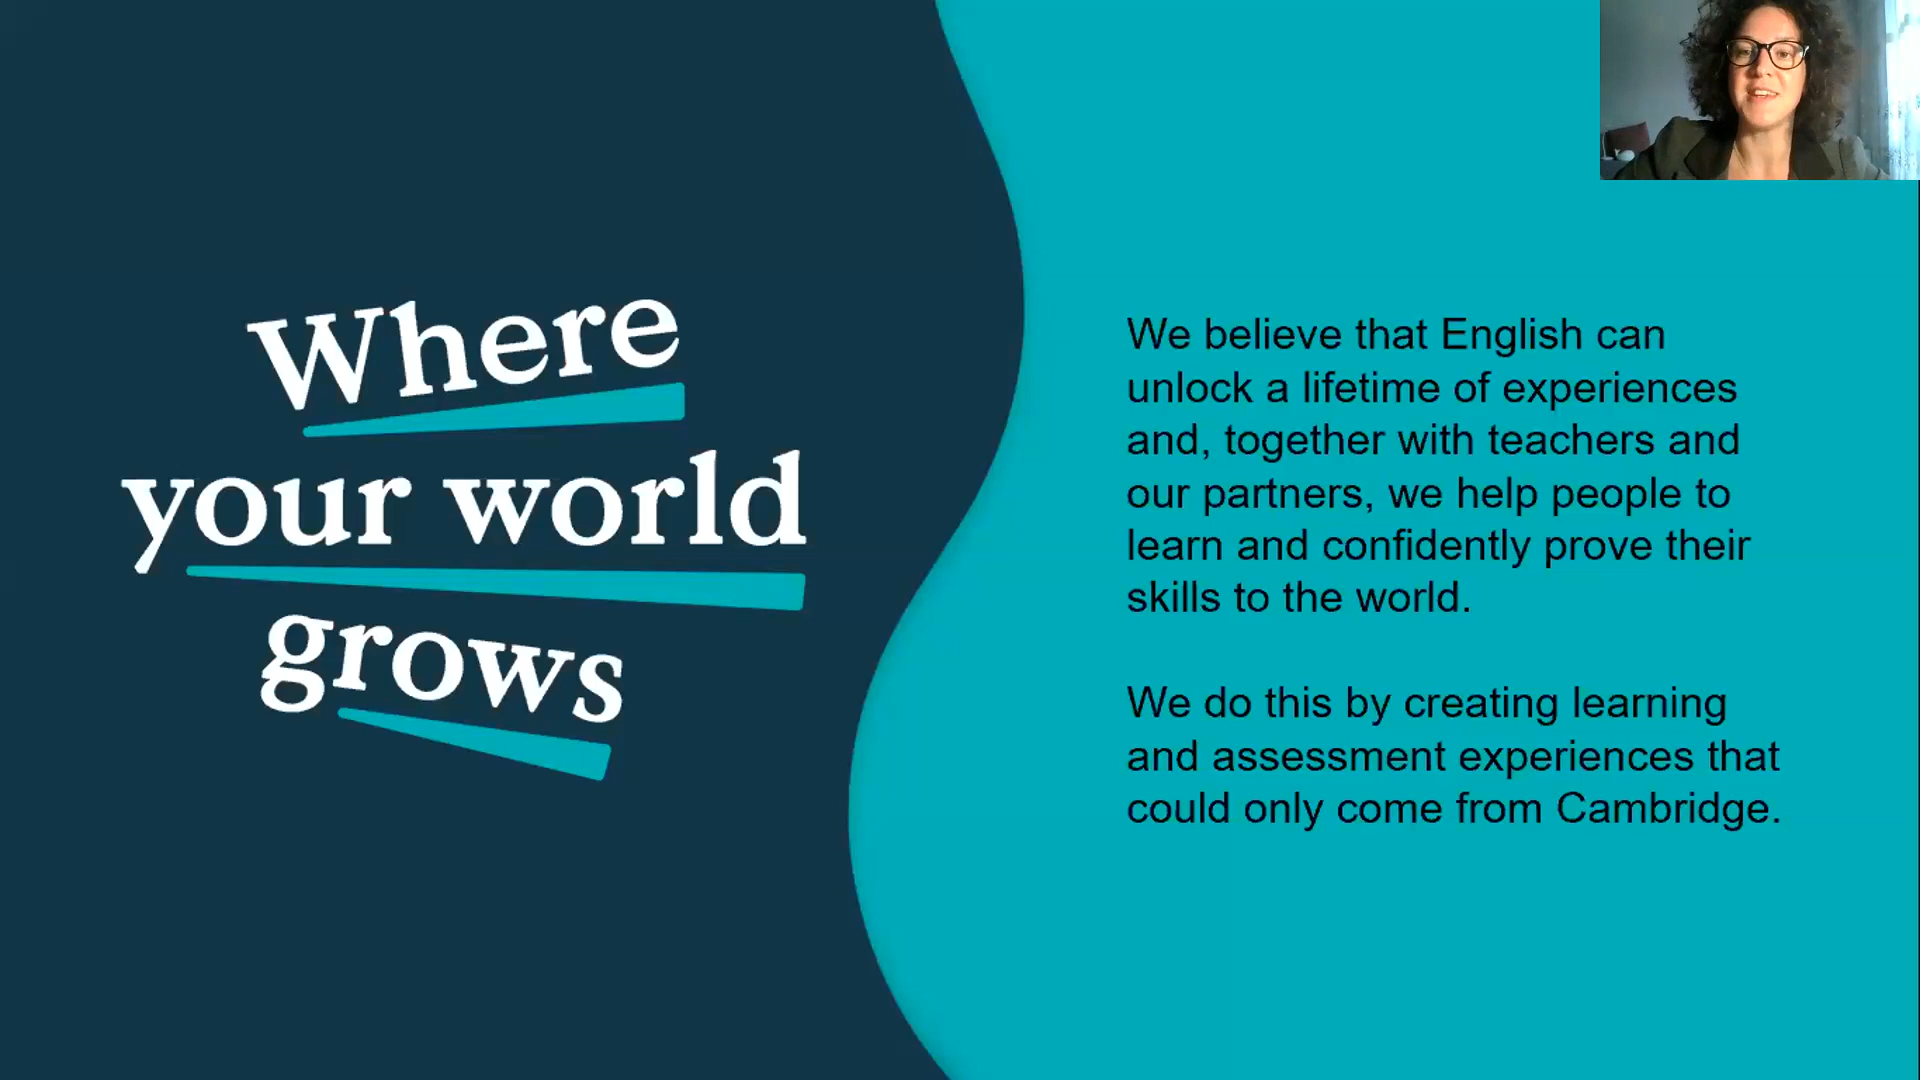 Where
your world
grows
We believe that English can
unlock a lifetime of experiences
and, together with teachers and
our partners, we help people to
learn and confidently prove their
skills to the world.
We do this by creating learning
and assessment experiences that
could only come from Cambridge.